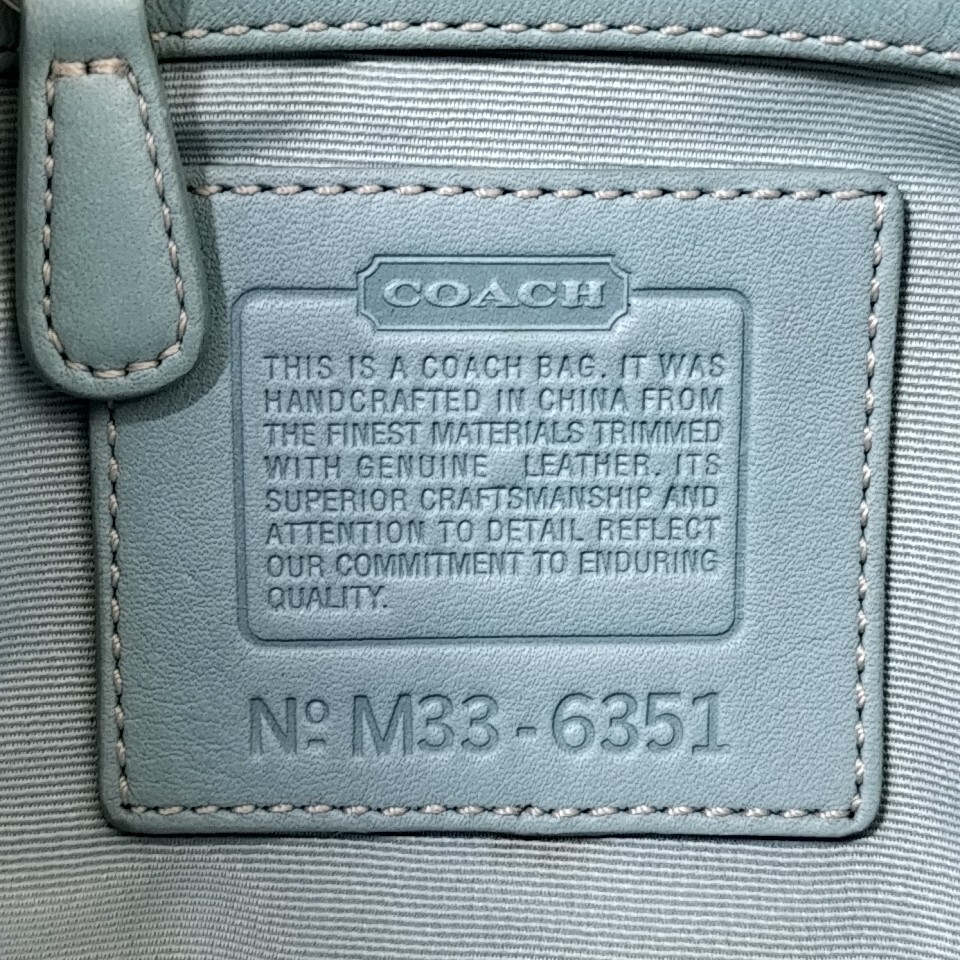 COACH
THIS IS A COACH BAG. IT WAS
HANDCRAFTED IN CHINA FROM
THE FINEST MATERIALS TRIMMED
WITH GENUINE LEATHER. ITS
SUPERIOR CRAFTSMANSHIP AND
ATTENTION TO DETAIL REFLECT
OUR COMMITMENT TO ENDURING
QUALITY.
Nº M33-6351